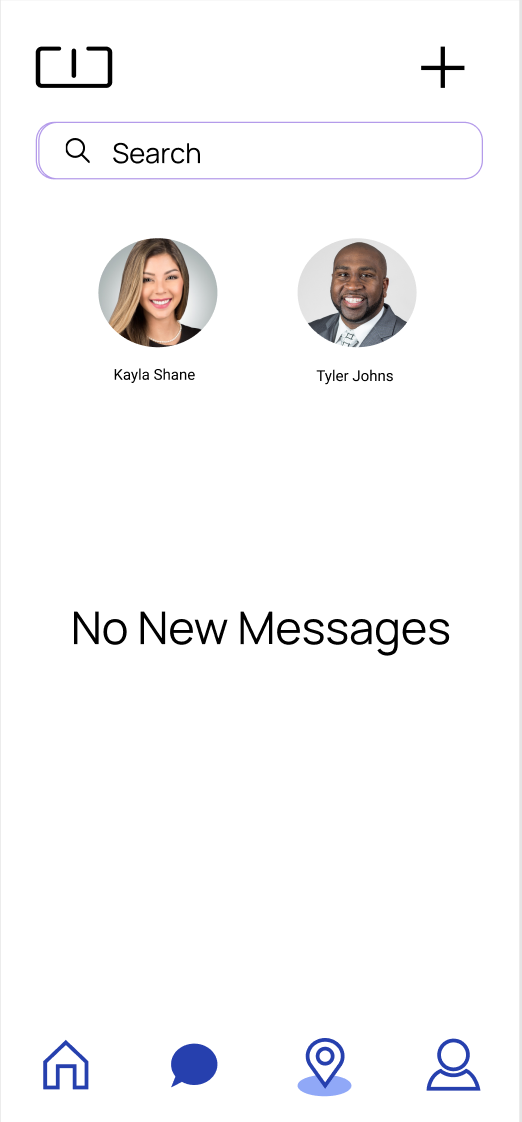 Search
Kayla Shane
Tyler Johns
No New Messages